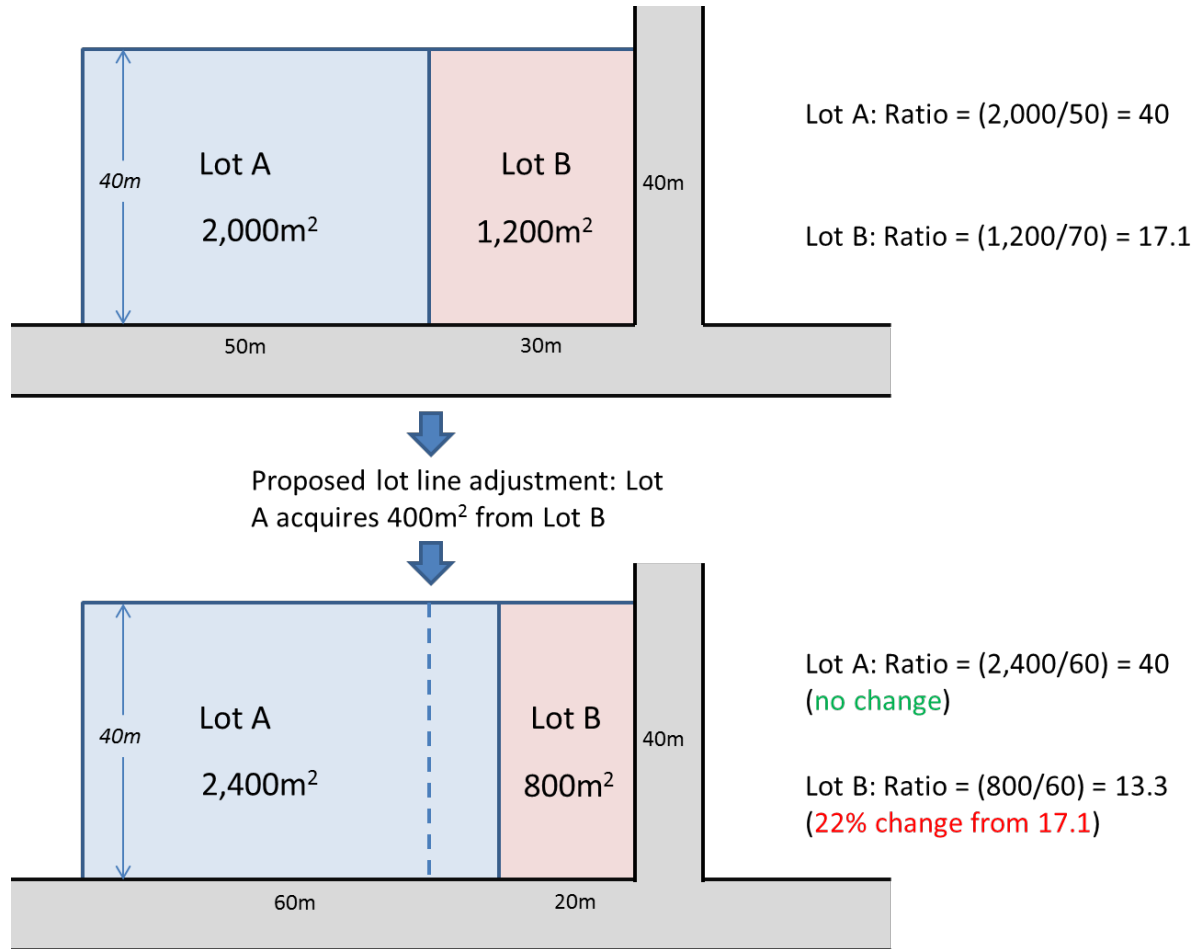 40m
Lot A
2,000m²
Lot B
1,200m²
40m
50m
30m
Lot A: Ratio = (2,000/50) = 40
Lot B: Ratio = (1,200/70) = 17.1
Proposed lot line adjustment: Lot
A acquires 400m² from Lot B
40m
Lot A
2,400m²
Lot B
800m²
40m
60m
20m
Lot A: Ratio = (2,400/60) = 40
(no change)
Lot B: Ratio = (800/60) = 13.3
(22% change from 17.1)